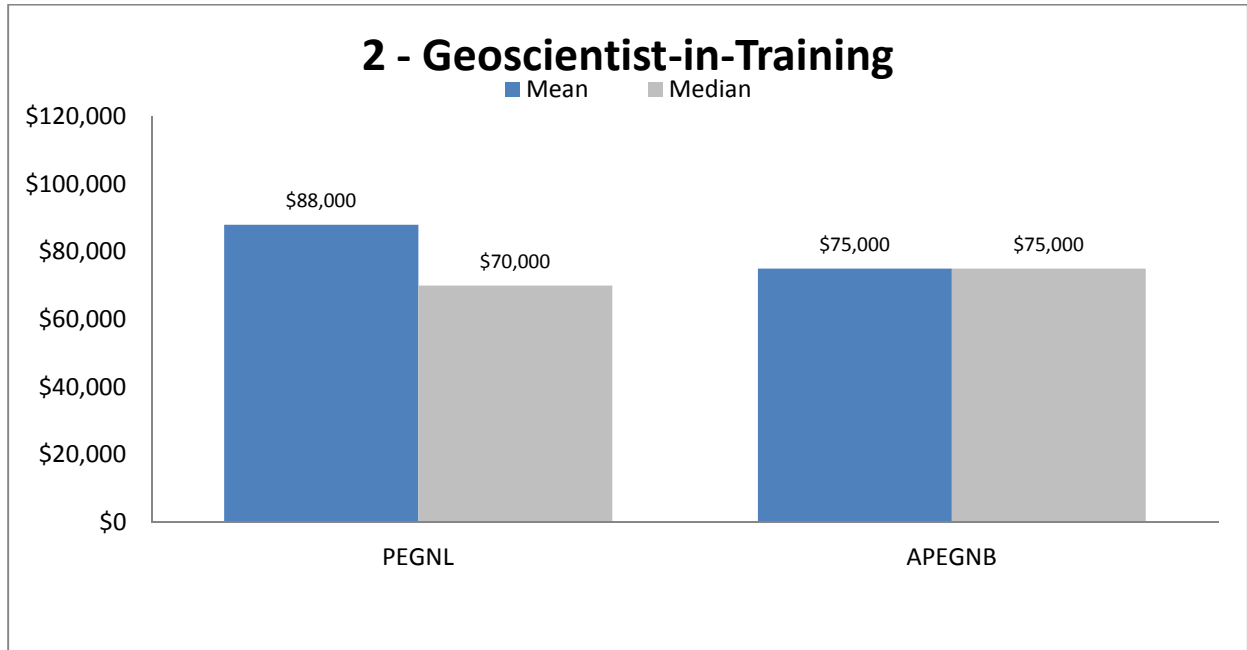 2 - Geoscientist-in-Training
Mean Median
$120,000
$100,000
$80,000
$60,000
$40,000
$20,000
$0
$88,000
$70,000
$75,000
$75,000
PEGNL
APEGNB